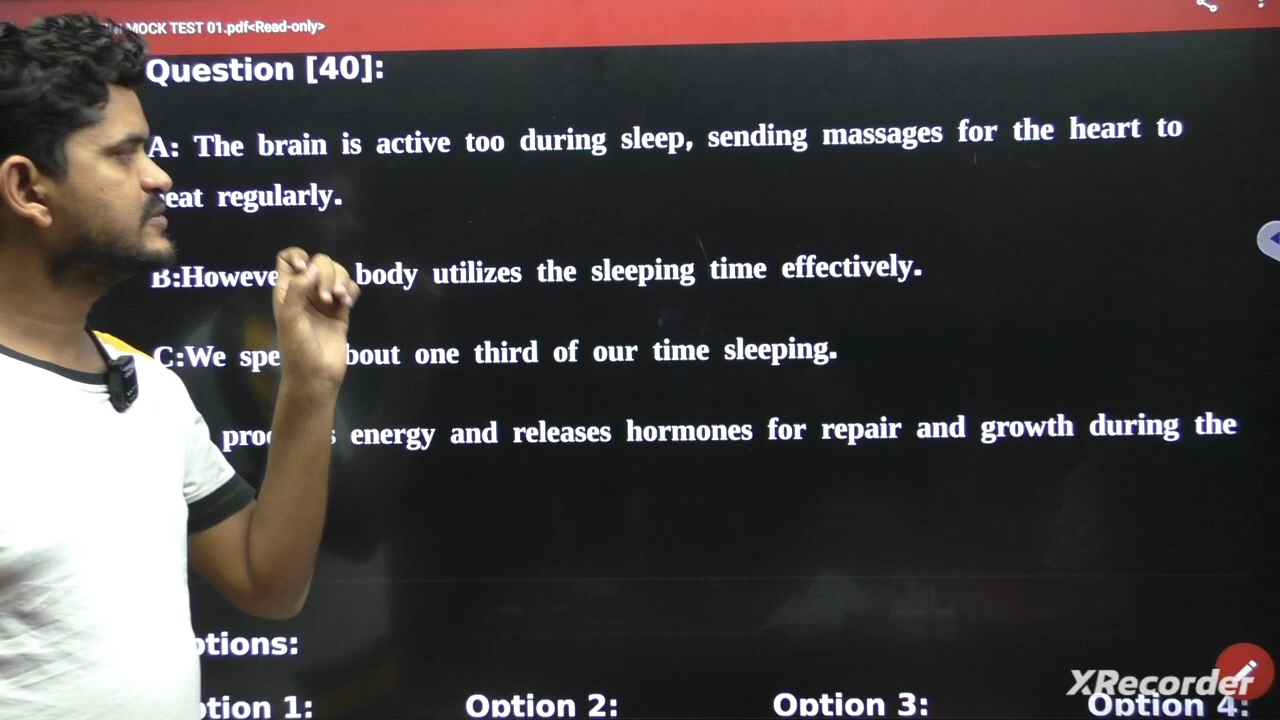 MOCK TEST 01.pdf<Read-only>
Question [40]:
A: The brain is active too during sleep, sending massages for the heart to
eat regularly.
B:Howeve body utilizes the sleeping time effectively.
C:We spe bout one third of our time sleeping.
energy and releases hormones for repair and growth during the
ptions:
ption 1: Option 2: Option 3: Option 4:
XRecorder